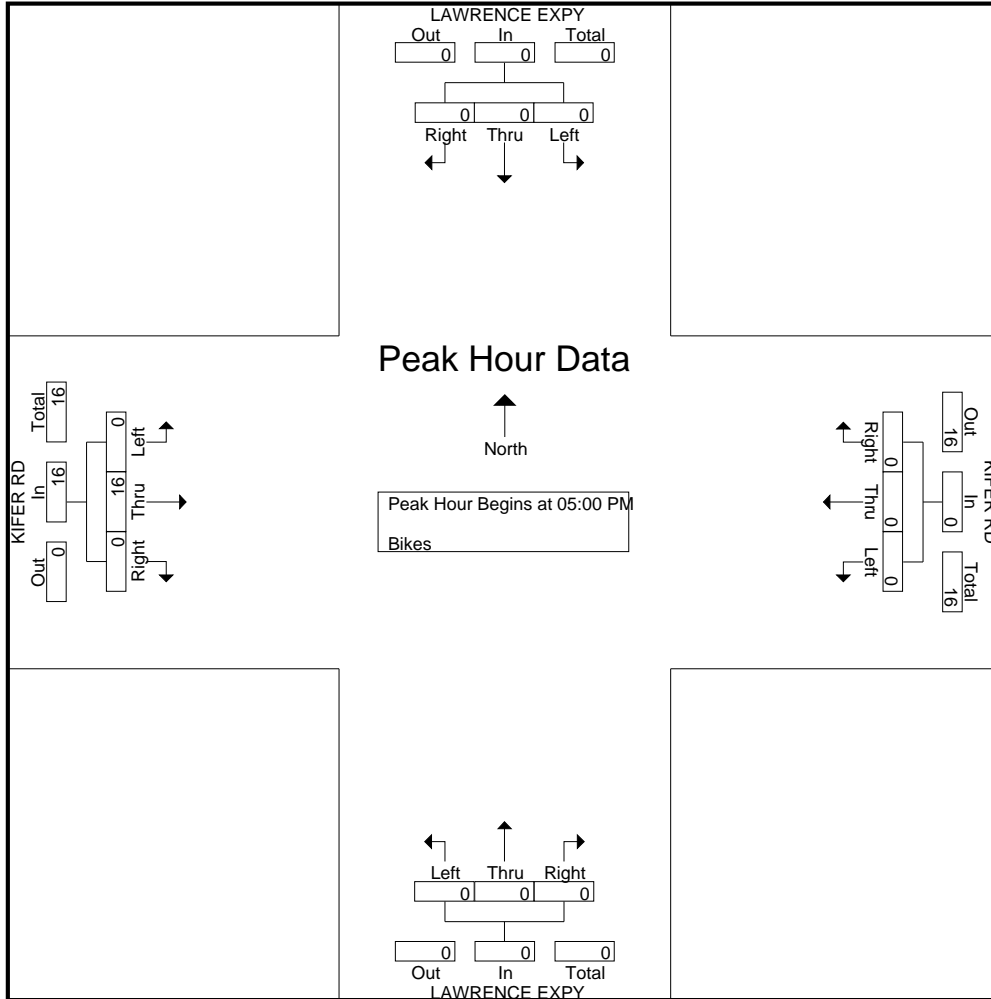 LAWRENCE EXPY
Out In Total
0 0 0
0 0 0
Right Thru Left
Peak Hour Data
North
Peak Hour Begins at 05:00 PM
Bikes
KIFER RD
Total In Out
16 16 0
0 16 0
Left Thru Right
KIFER RD
Out In Total
16 0 16
0 0 0
Right Thru Left
Left Thru Right
0 0 0
0 0 0
Out In Total
LAWRENCE EXPY